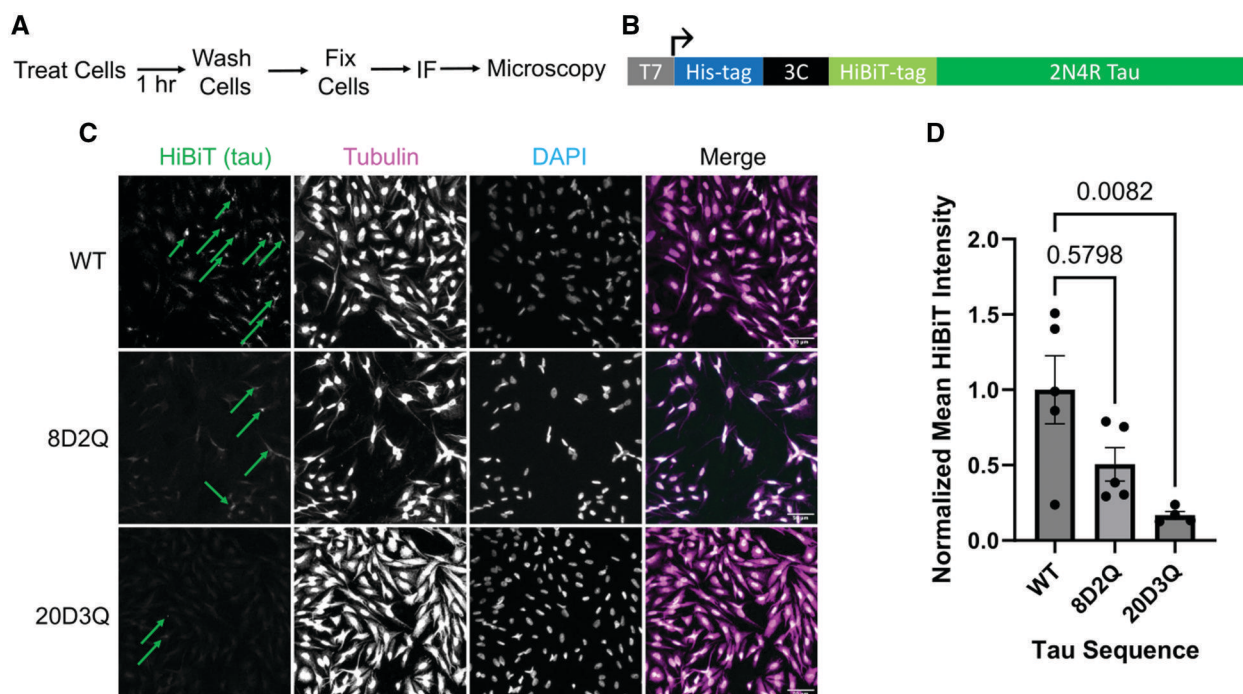 A
Treat Cells
1 hr
Wash
Cells
Fix
Cells
IF
Microscopy
B
T7
His-tag
3C
HiBiT-tag
2N4R Tau
C
HiBiT (tau)
Tubulin
DAPI
Merge
WT
8D2Q
20D3Q
D
0.0082
0.5798
Normalized Mean HiBiT Intensity
2.0
1.5
1.0
0.5
0.0
WT
8D2Q
20D3Q
Tau Sequence